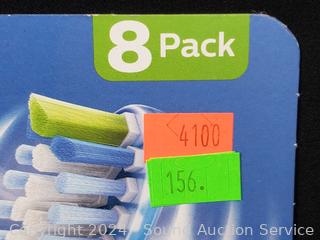 8 Pack
4100
156.
Copyright 2024 - Sound Auction Service